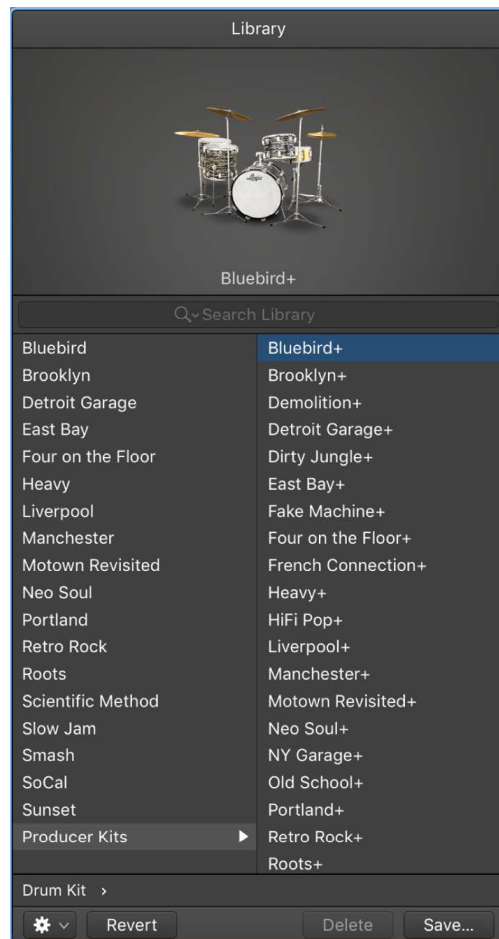 Library
Logic
Bluebird+
Search Library
Bluebird
Brooklyn
Detroit Garage
East Bay
Four on the Floor
Heavy
Liverpool
Manchester
Motown Revisited
Neo Soul
Portland
Retro Rock
Roots
Scientific Method
Slow Jam
Smash
SoCal
Sunset
Producer Kits
Bluebird+
Brooklyn+
Demolition+
Detroit Garage+
Dirty Jungle+
East Bay+
Fake Machine+
Four on the Floor+
French Connection+
Heavy+
HiFi Pop+
Liverpool+
Manchester+
Motown Revisited+
Neo Soul+
NY Garage+
Old School+
Portland+
Retro Rock+
Roots+
Drum Kit ›
Revert
Delete
Save...